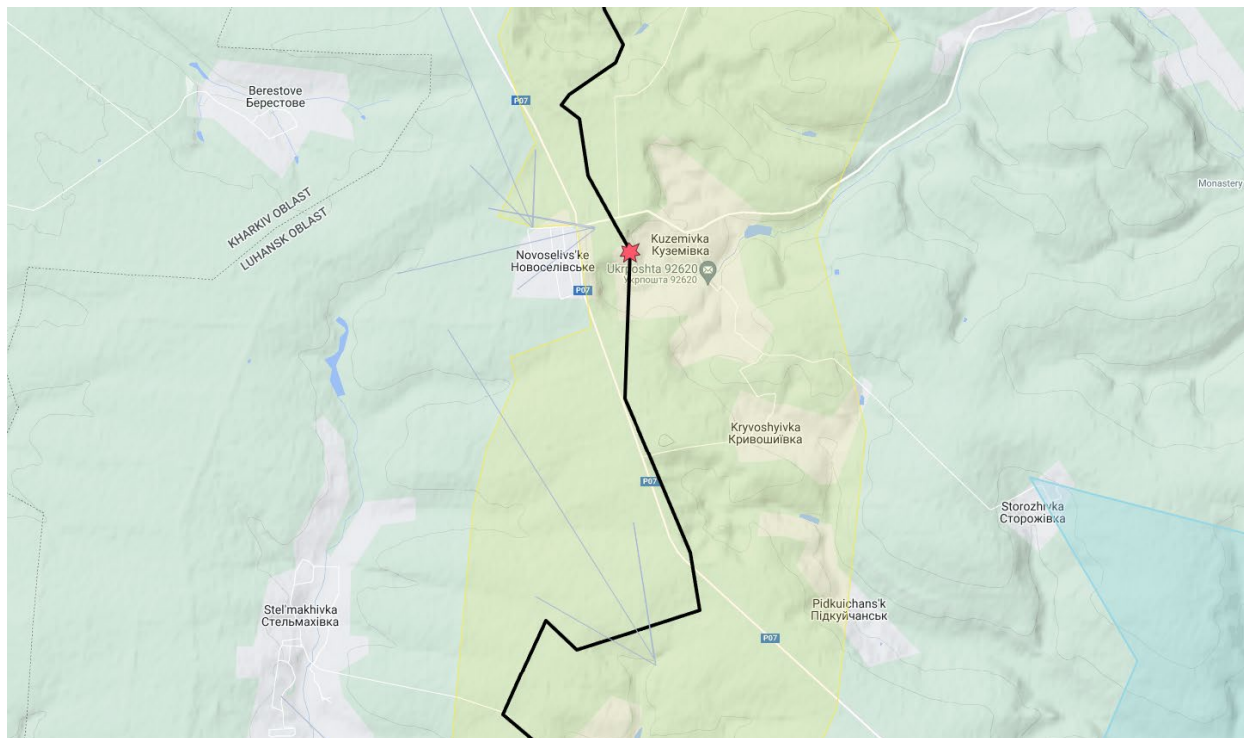 P07
Berestove
Берестове
Monastery
KHARKIV OBLAST
LUHANSK OBLAST
Kuzemivka
Куземівка
Novoselivs'ke
Новоселівське
Ukrposhta 92620
Укрпошта 92620
P07
Kryvoshyivka
Кривошиївка
P07
Storozhivka
Сторожівка
Stel'makhivka
Стельмахівка
Pidkuichans'k
Підкуйчанськ
P07